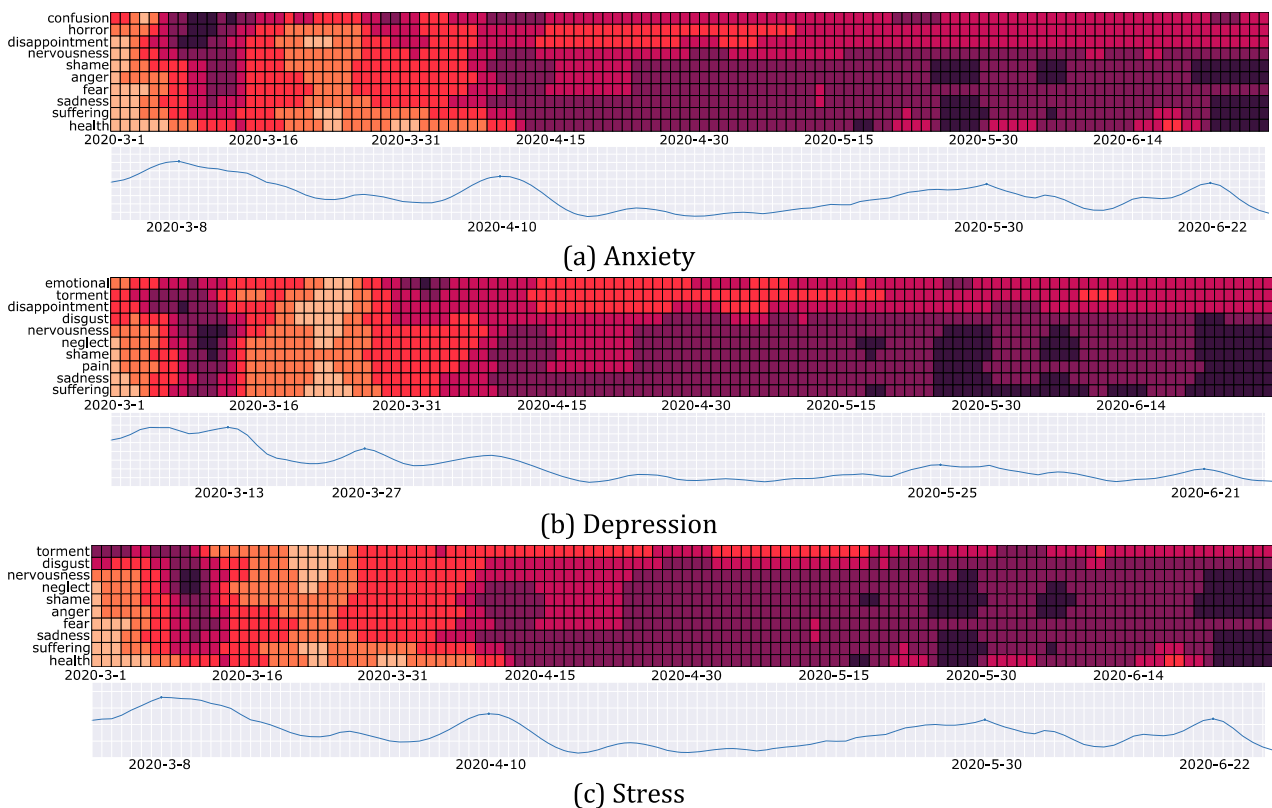 confusion
horror
disappointment
nervousness
shame
anger
fear
sadness
suffering
health
2020-3-1 2020-3-16 2020-3-31 2020-4-15 2020-4-30 2020-5-15 2020-5-30 2020-6-14
2020-3-8 2020-4-10 2020-5-30 2020-6-22
(a) Anxiety
emotional
torment
disappointment
disgust
nervousness
neglect
shame
pain
sadness
suffering
2020-3-1 2020-3-16 2020-3-31 2020-4-15 2020-4-30 2020-5-15 2020-5-30 2020-6-14
2020-3-13 2020-3-27 2020-5-25 2020-6-21
(b) Depression
torment
disgust
nervousness
neglect
shame
anger
fear
sadness
suffering
health
2020-3-1 2020-3-16 2020-3-31 2020-4-15 2020-4-30 2020-5-15 2020-5-30 2020-6-14
2020-3-8 2020-4-10 2020-5-30 2020-6-22
(c) Stress